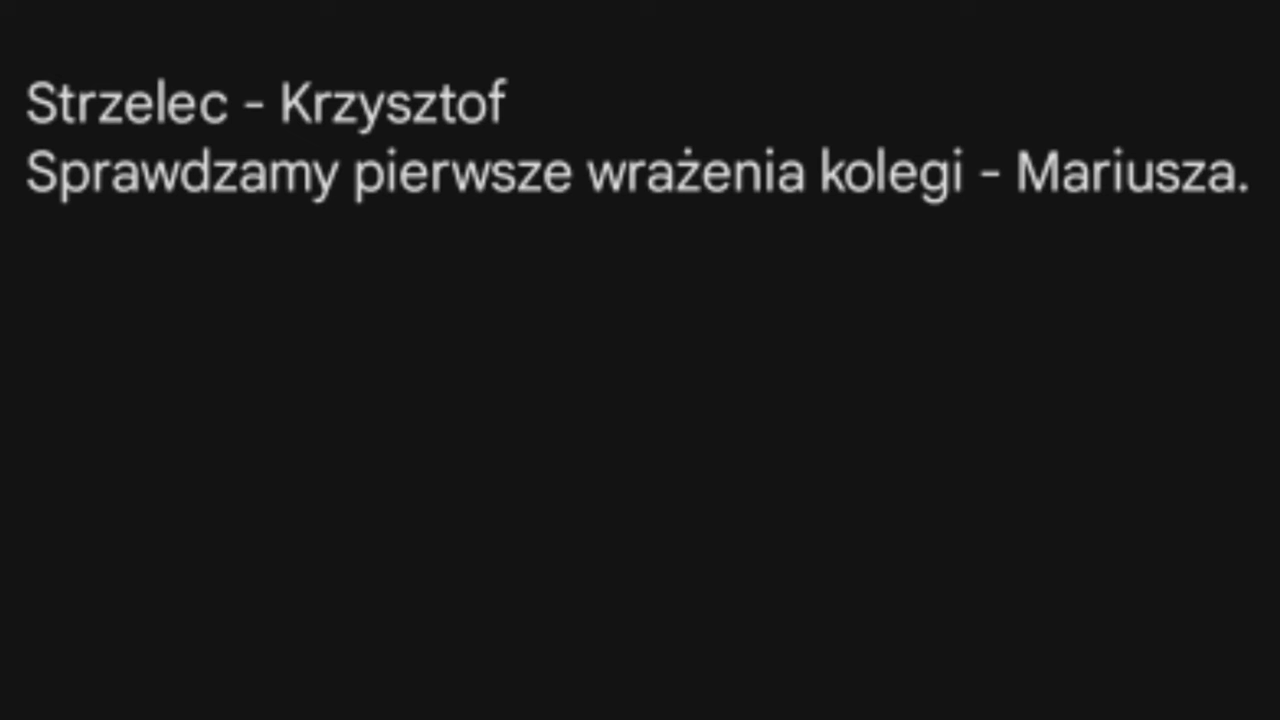 Strzelec - Krzysztof
Sprawdzamy pierwsze wrażenia kolegi - Mariusza.